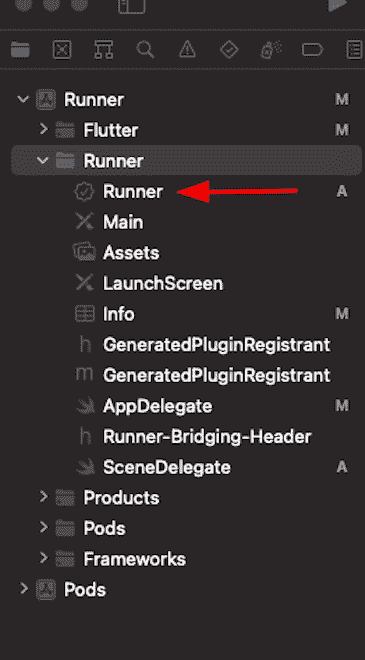 Runner M
Flutter M
Runner
Runner A
Main
Assets
LaunchScreen
Info M
GeneratedPluginRegistrant
GeneratedPluginRegistrant
AppDelegate M
Runner-Bridging-Header
SceneDelegate A
Products
Pods
Frameworks
Pods